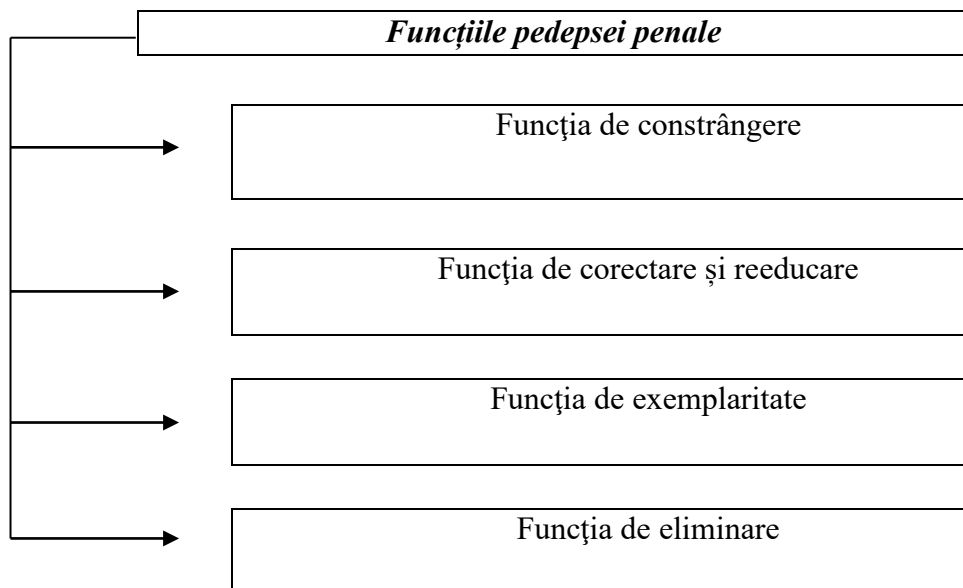 Funcțiile pedepsei penale
Funcţia de constrângere
Funcţia de corectare și reeducare
Funcţia de exemplaritate
Funcţia de eliminare